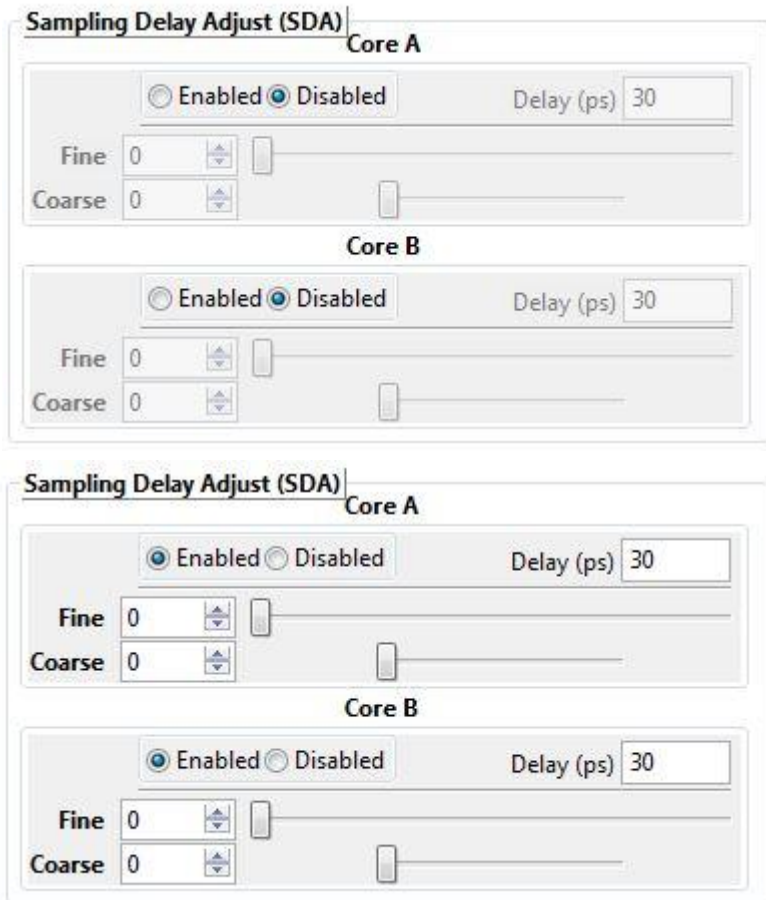 Sampling Delay Adjust (SDA)
Core A
Enabled Disabled Delay (ps) 30
Fine 0
Coarse 0
Core B
Enabled Disabled Delay (ps) 30
Fine 0
Coarse 0
Sampling Delay Adjust (SDA)
Core A
Enabled Disabled Delay (ps) 30
Fine 0
Coarse 0
Core B
Enabled Disabled Delay (ps) 30
Fine 0
Coarse 0